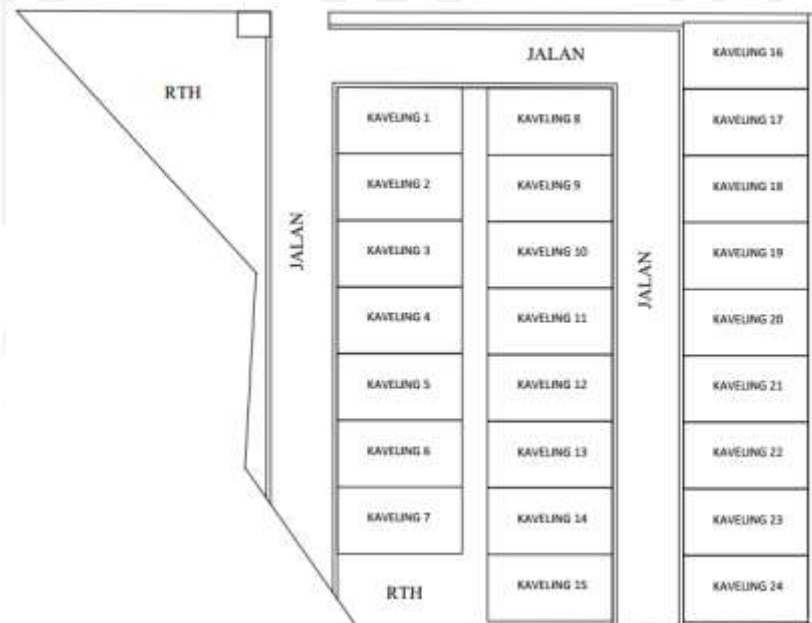 JALAN
KAVELING 16
RTH
KAVELING 1
KAVELING 8
KAVELING 17
KAVELING 2
KAVELING 9
KAVELING 18
JALAN
KAVELING 3
KAVELING 10
JALAN
KAVELING 19
KAVELING 4
KAVELING 11
KAVELING 20
KAVELING 5
KAVELING 12
KAVELING 21
KAVELING 6
KAVELING 13
KAVELING 22
KAVELING 7
KAVELING 14
KAVELING 23
RTH
KAVELING 15
KAVELING 24